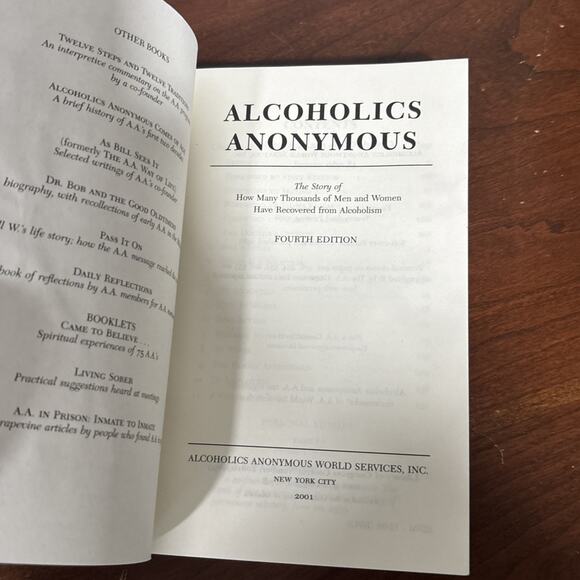 OTHER BOOKS
TWELVE STEPS AND TWELVE TRADITIONS
An interpretive commentary on the A.A.
by a co-founder
ALCOHOLICS ANONYMOUS COMES OF AGE
A brief history of A.A.'s first two decades
AS BILL SEES IT
(formerly THE A.A. WAY OF LIFE)
Selected writings of A.A.'s co-founder
DR. BOB AND THE GOOD OLDTIMERS
biography, with recollections of early A.A. in the
PASS IT ON
W.'s life story; how the A.A. message reached the
DAILY REFLECTIONS
book of reflections by A.A. members for A.A.
BOOKLETS
CAME TO BELIEVE . . .
Spiritual experiences of 75 A.A.'s
LIVING SOBER
Practical suggestions heard at meetings
A.A. IN PRISON: INMATE TO INMATE
Grapevine articles by people who found A.A.
ALCOHOLICS
ANONYMOUS
The Story of
How Many Thousands of Men and Women
Have Recovered from Alcoholism
FOURTH EDITION
ALCOHOLICS ANONYMOUS WORLD SERVICES, INC.
NEW YORK CITY
2001